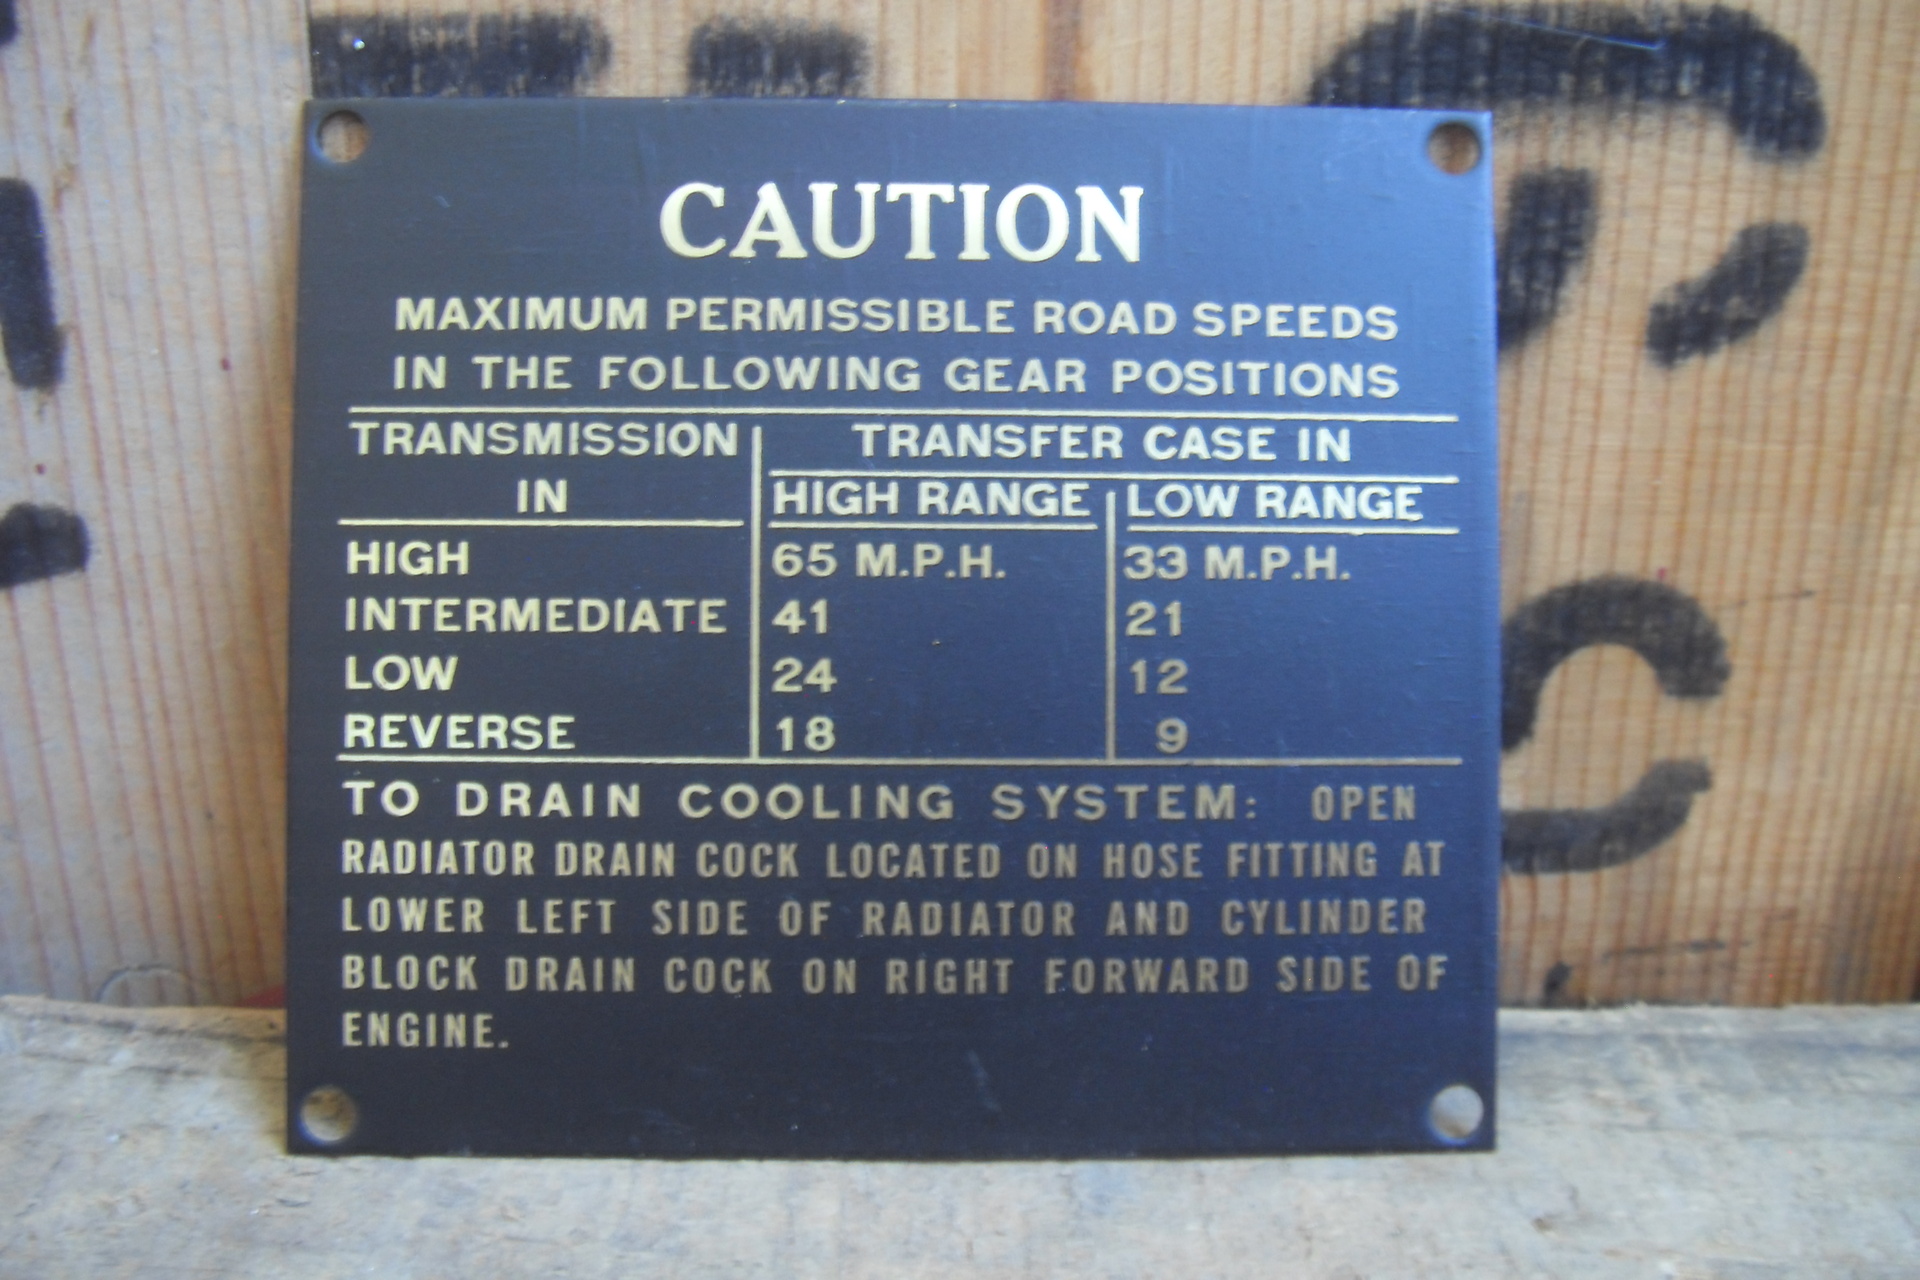 CAUTION
MAXIMUM PERMISSIBLE ROAD SPEEDS
IN THE FOLLOWING GEAR POSITIONS
TRANSMISSION IN TRANSFER CASE IN
HIGH RANGE LOW RANGE
HIGH 65 M.P.H. 33 M.P.H.
INTERMEDIATE 41 21
LOW 24 12
REVERSE 18 9
TO DRAIN COOLING SYSTEM: OPEN
RADIATOR DRAIN COCK LOCATED ON HOSE FITTING AT
LOWER LEFT SIDE OF RADIATOR AND CYLINDER
BLOCK DRAIN COCK ON RIGHT FORWARD SIDE OF
ENGINE.